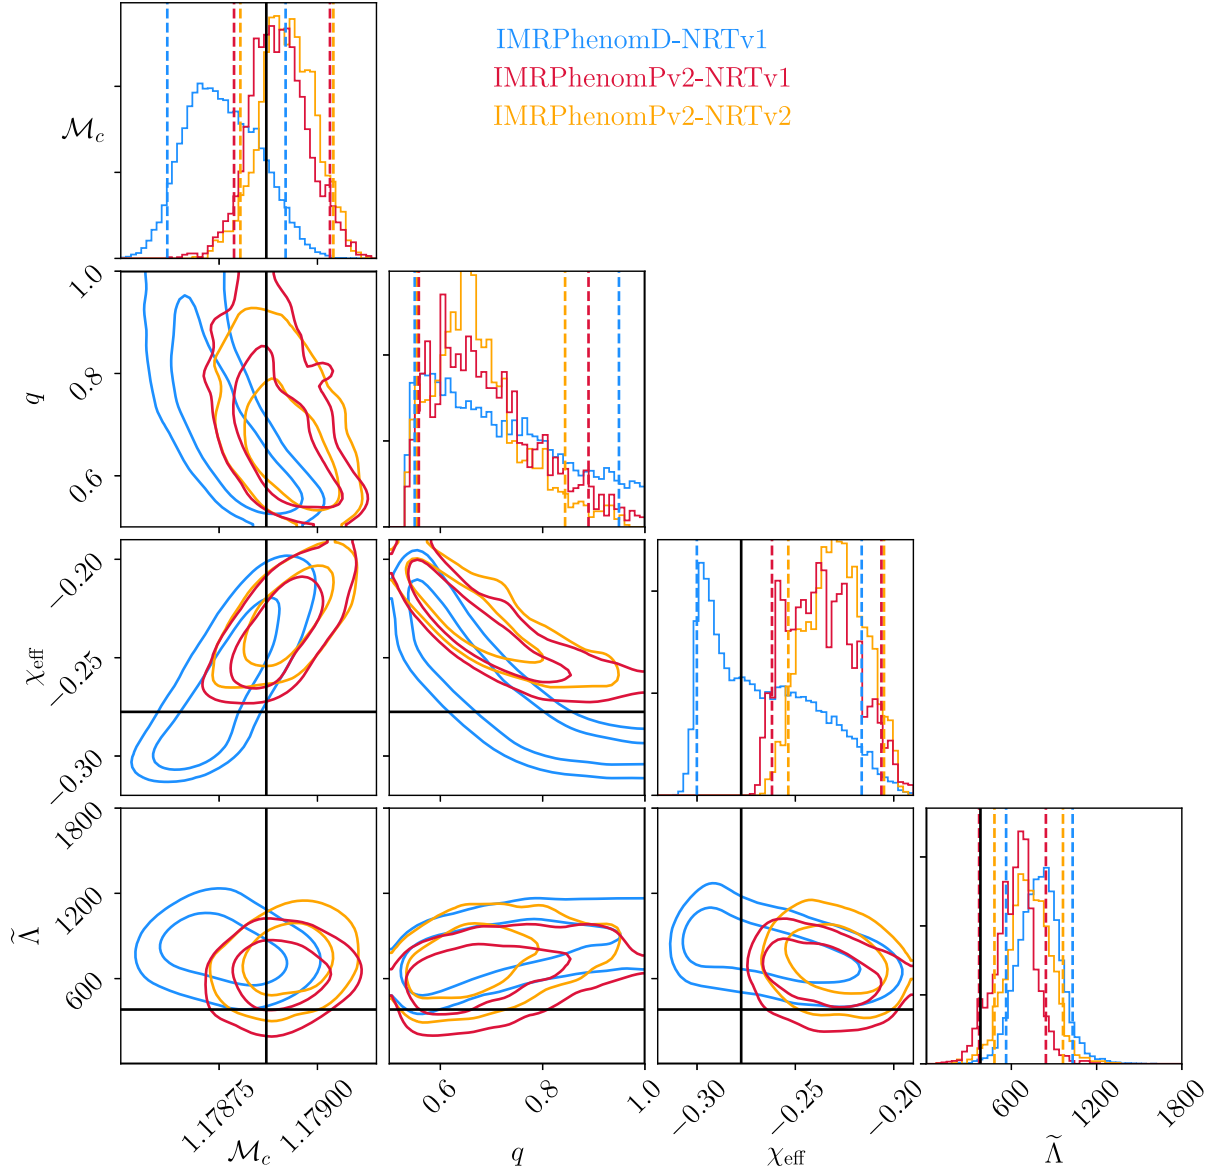 IMRPhenomD-NRTv1
IMRPhenomPv2-NRTv1
IMRPhenomPv2-NRTv2
ℳc
1.0
0.8
0.6
q
−0.20
−0.25
−0.30
χeff
1800
1200
600
Λ̃
1.17875
1.17900
ℳc
0.6
0.8
1.0
q
−0.30
−0.25
−0.20
χeff
600
1200
1800
Λ̃